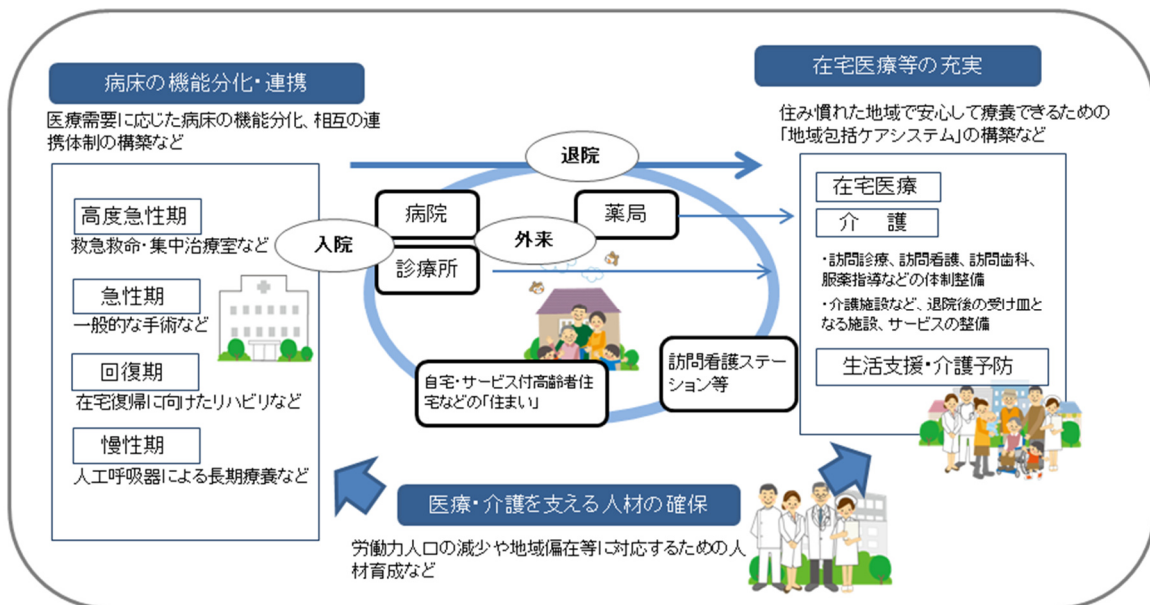 病床の機能分化・連携
医療需要に応じた病床の機能分化、相互の連
携体制の構築など
高度急性期
救急救命・集中治療室など
急性期
一般的な手術など
回復期
在宅復帰に向けたリハビリなど
慢性期
人工呼吸器による長期療養など
退院
入院
病院
診療所
外来
薬局
自宅・サービス付高齢者住
宅などの「住まい」
訪問看護ステー
ション等
在宅医療等の充実
住み慣れた地域で安心して療養できるための
「地域包括ケアシステム」の構築など
在宅医療
介　護
・訪問診療、訪問看護、訪問歯科、
服薬指導などの体制整備
・介護施設など、退院後の受け皿と
なる施設、サービスの整備
生活支援・介護予防
医療・介護を支える人材の確保
労働力人口の減少や地域偏在等に対応するための人
材育成など